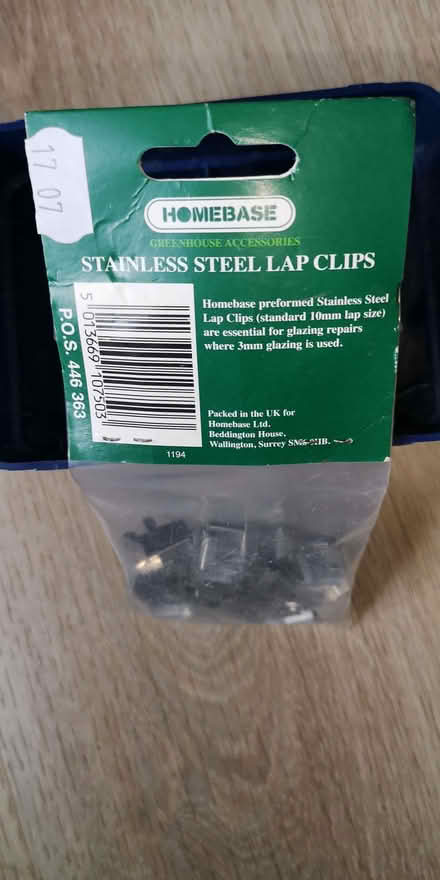 17 07
HOMEBASE
GREENHOUSE ACCESSORIES
STAINLESS STEEL LAP CLIPS
5 013669 107503
P.O.S. 446 363
Homebase preformed Stainless Steel
Lap Clips (standard 10mm lap size)
are essential for glazing repairs
where 3mm glazing is used.
Packed in the UK for
Homebase Ltd.
Beddington House,
Wallington, Surrey
1194